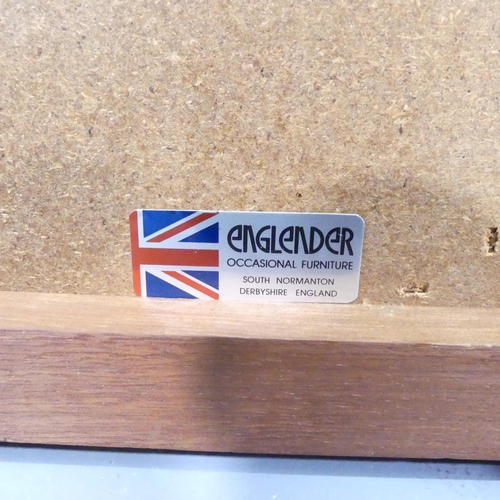 ENGLENDER
OCCASIONAL FURNITURE
SOUTH NORMANTON
DERBYSHIRE ENGLAND